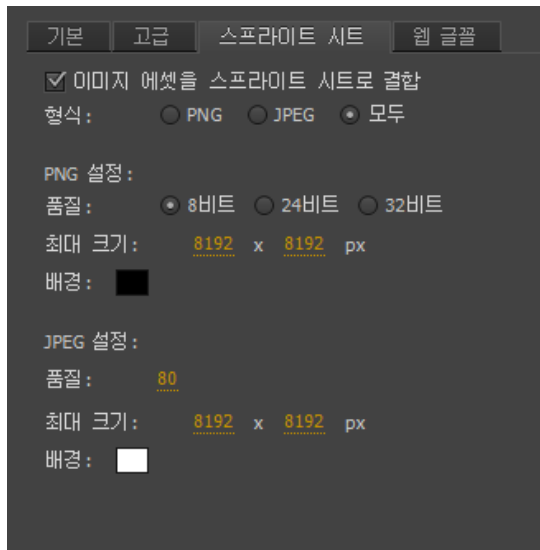 기본 고급 스프라이트 시트 웹 글꼴
이미지 에셋을 스프라이트 시트로 결합
형식: PNG JPEG 모두
PNG 설정:
품질: 8비트 24비트 32비트
최대 크기: 8192 x 8192 px
배경:
JPEG 설정:
품질: 80
최대 크기: 8192 x 8192 px
배경: